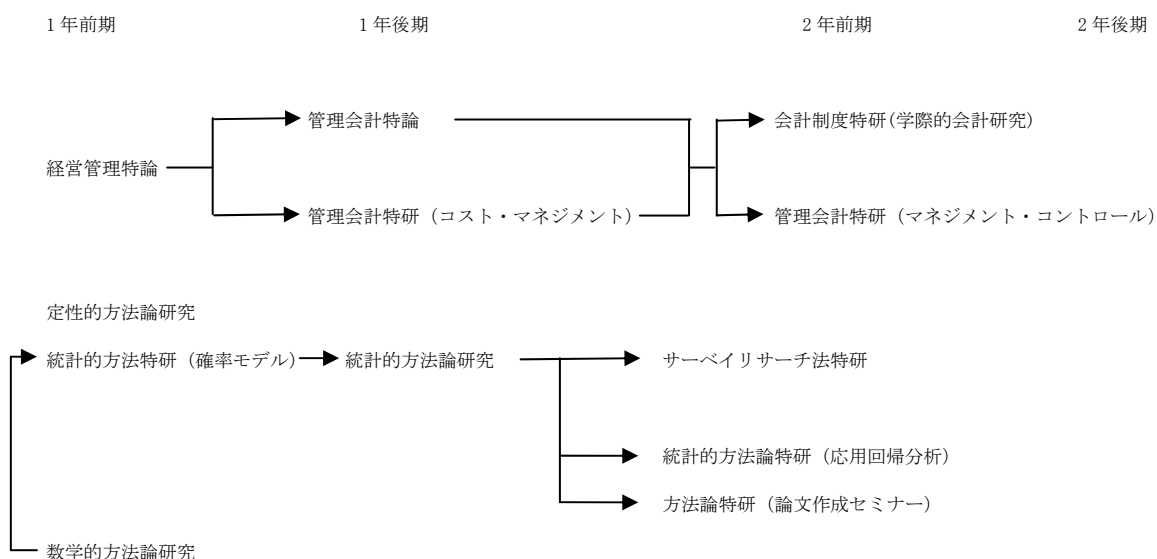 1年前期 1年後期 2年前期 2年後期
管理会計特論 会計制度特研(学際的会計研究)
経営管理特論
管理会計特研（コスト・マネジメント） 管理会計特研（マネジメント・コントロール）
定性的方法論研究
統計的方法特研（確率モデル） 統計的方法論研究 サーベイリサーチ法特研
統計的方法論特研（応用回帰分析）
方法論特研（論文作成セミナー）
数学的方法論研究